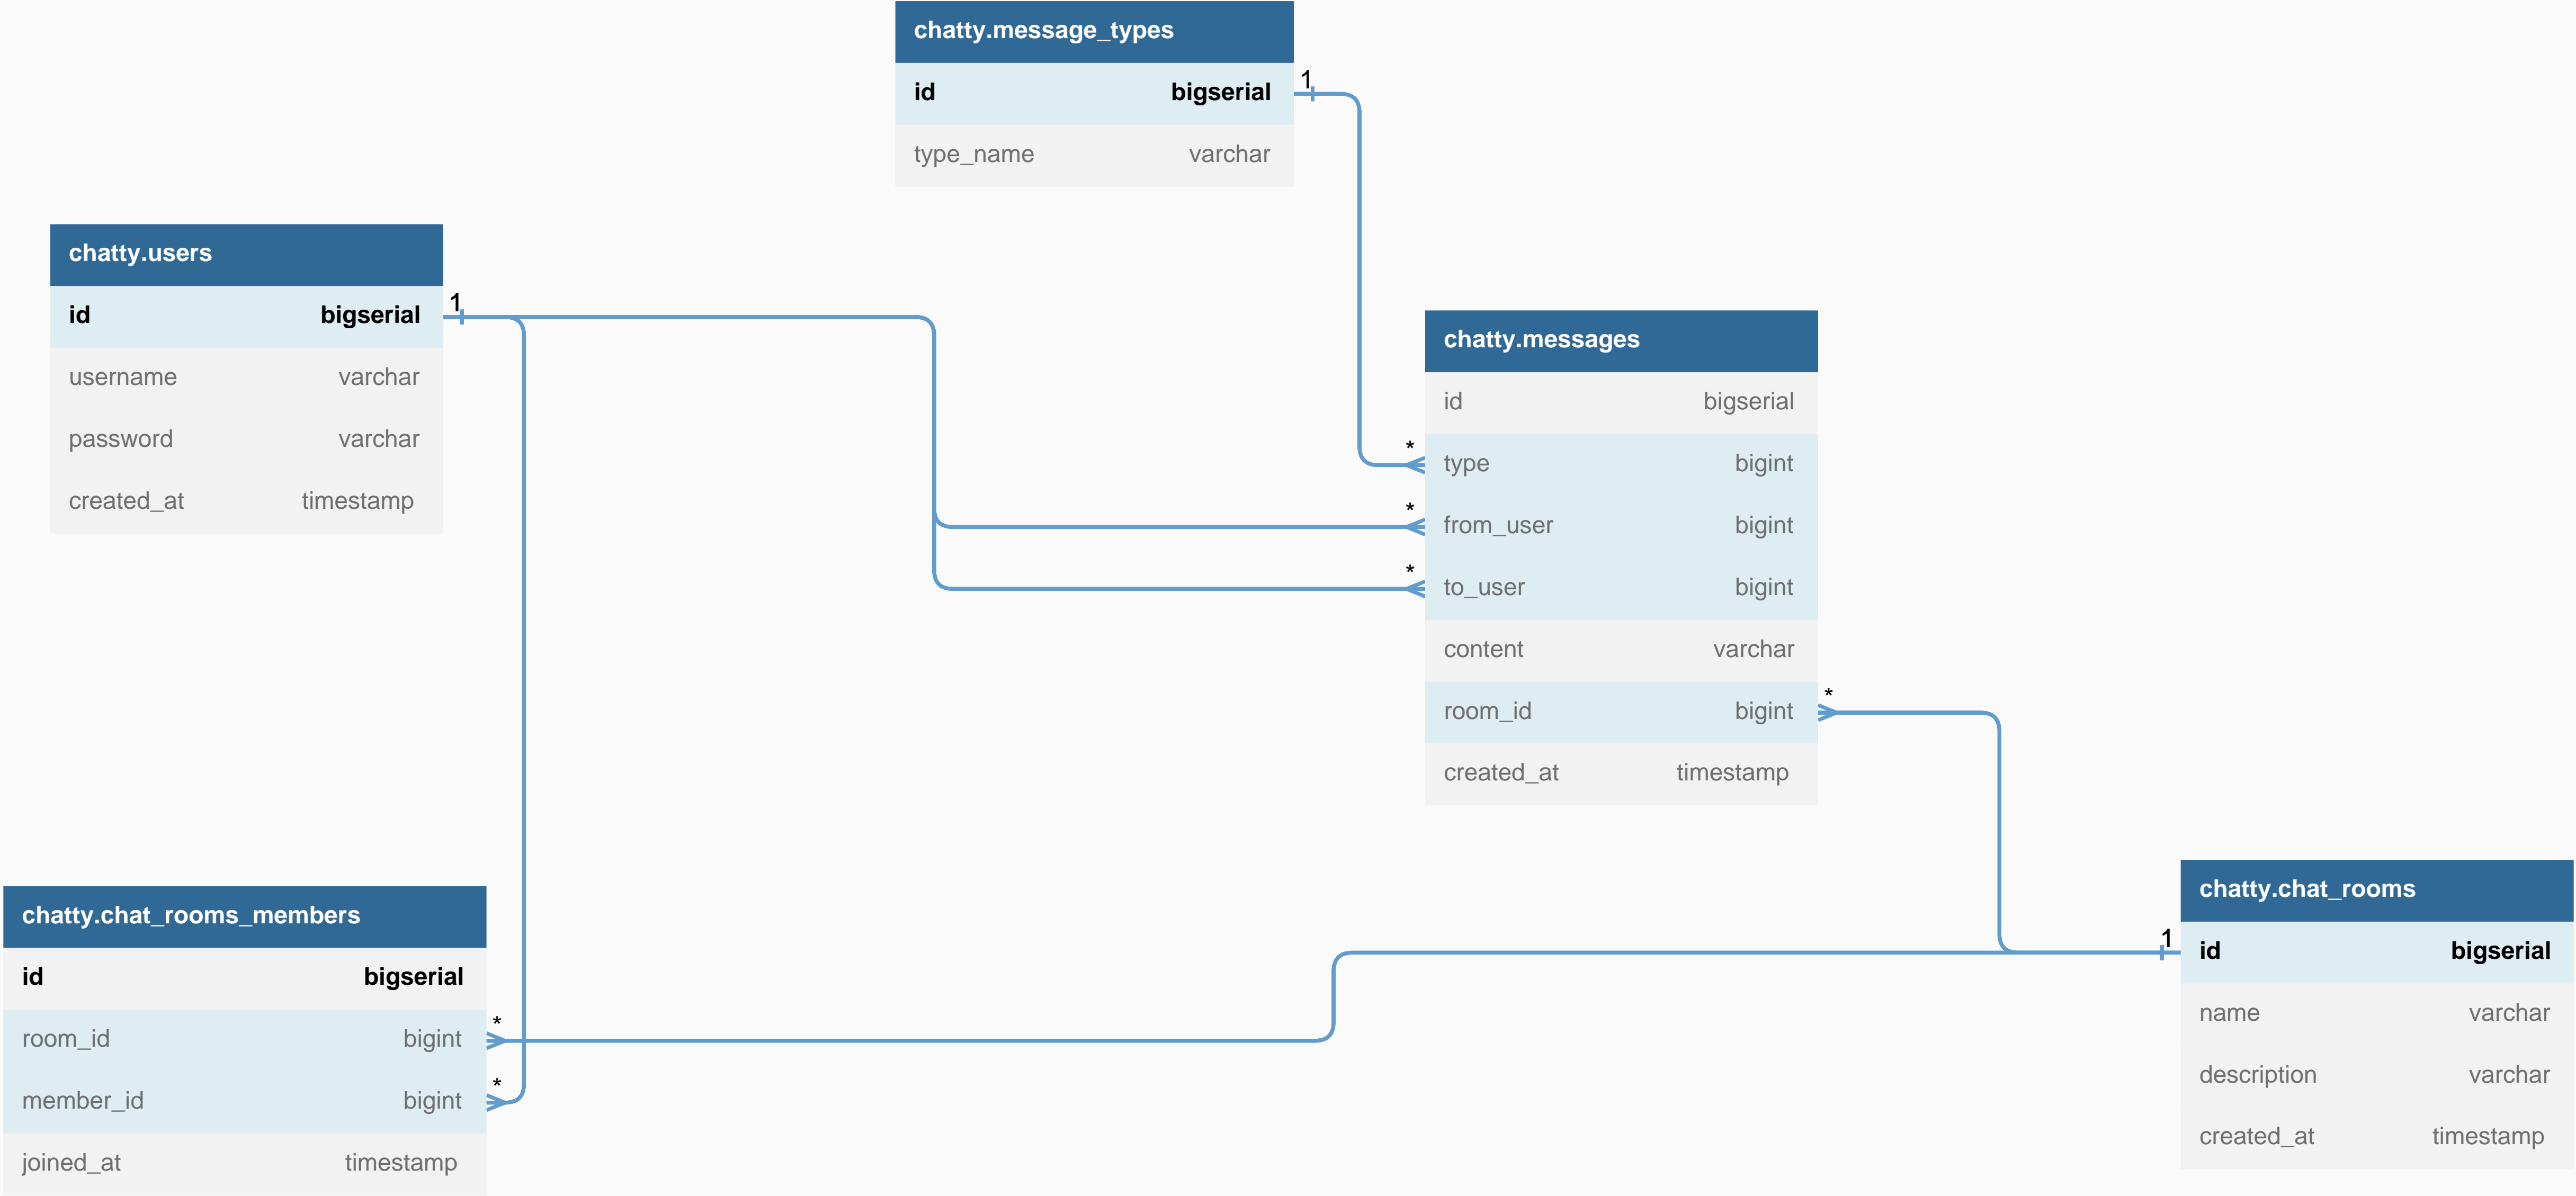 chatty.message_types
id bigserial
1
type_name varchar
chatty.users
id bigserial
1
username varchar
password varchar
created_at timestamp
chatty.messages
id bigserial
* type bigint
* from_user bigint
* to_user bigint
content varchar
room_id bigint *
created_at timestamp
chatty.chat_rooms_members
id bigserial
room_id bigint *
member_id bigint *
joined_at timestamp
chatty.chat_rooms
1
id bigserial
name varchar
description varchar
created_at timestamp